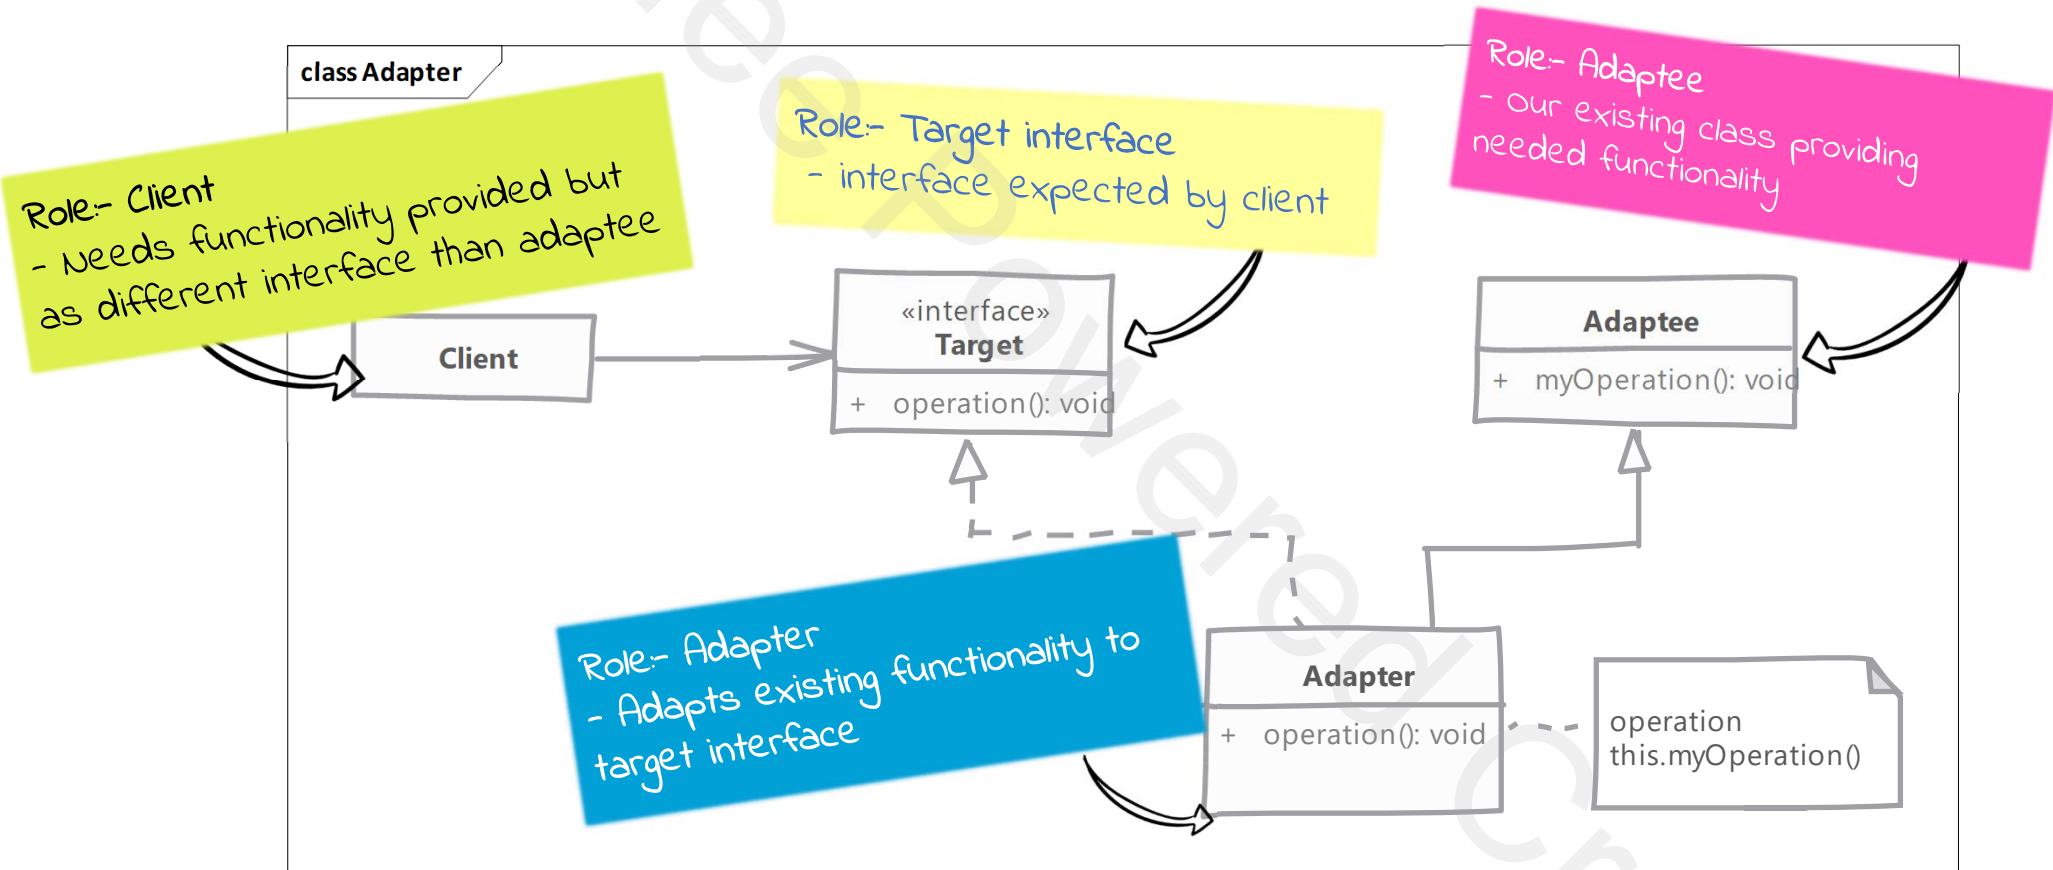 class Adapter
Role:- Client
- Needs functionality provided but
as different interface than adaptee
Role:- Target interface
- interface expected by client
Role:- Adaptee
- Our existing class providing
needed functionality
Client
«interface»
Target
+ operation(): void
Adaptee
+ myOperation(): void
Role:- Adapter
- Adapts existing functionality to
target interface
Adapter
+ operation(): void
operation
this.myOperation()
Powered